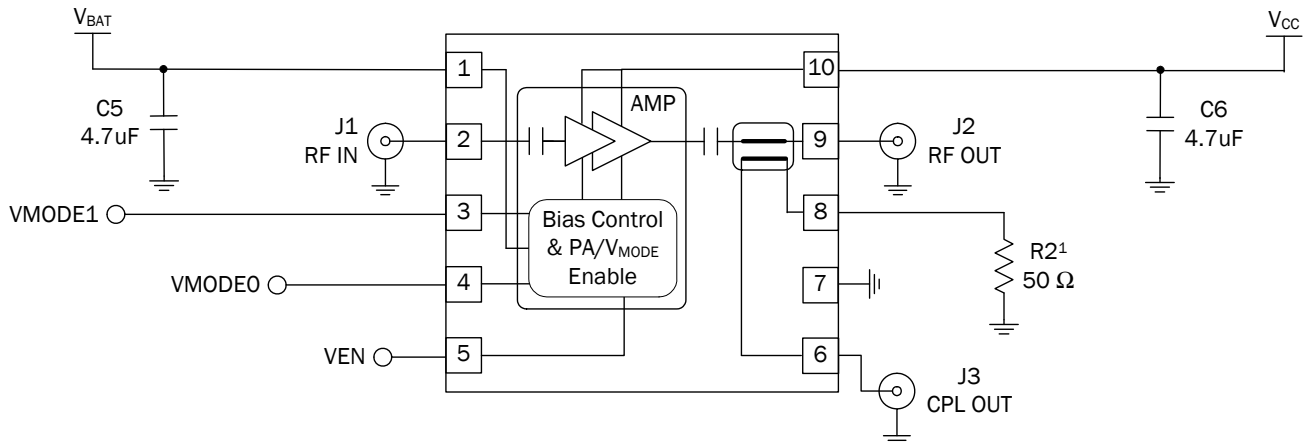 VBAT
VCC
C5
4.7uF
1
10
C6
4.7uF
AMP
J1
RF IN
2
9
J2
RF OUT
VMODE1
3
Bias Control
& PA/VMODE
Enable
8
R2¹
50 Ω
VMODE0
4
7
VEN
5
6
J3
CPL OUT